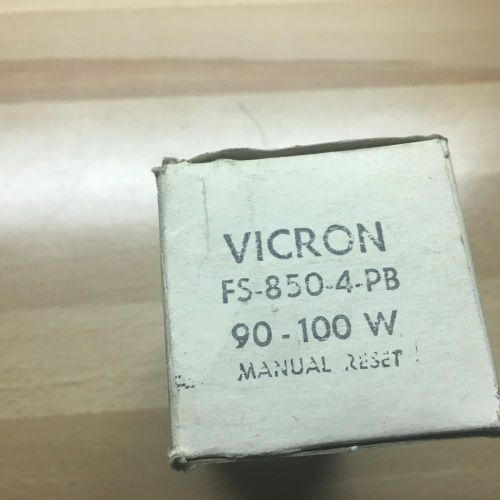 VICRON
FS-850-4-PB
90-100 W
MANUAL RESET